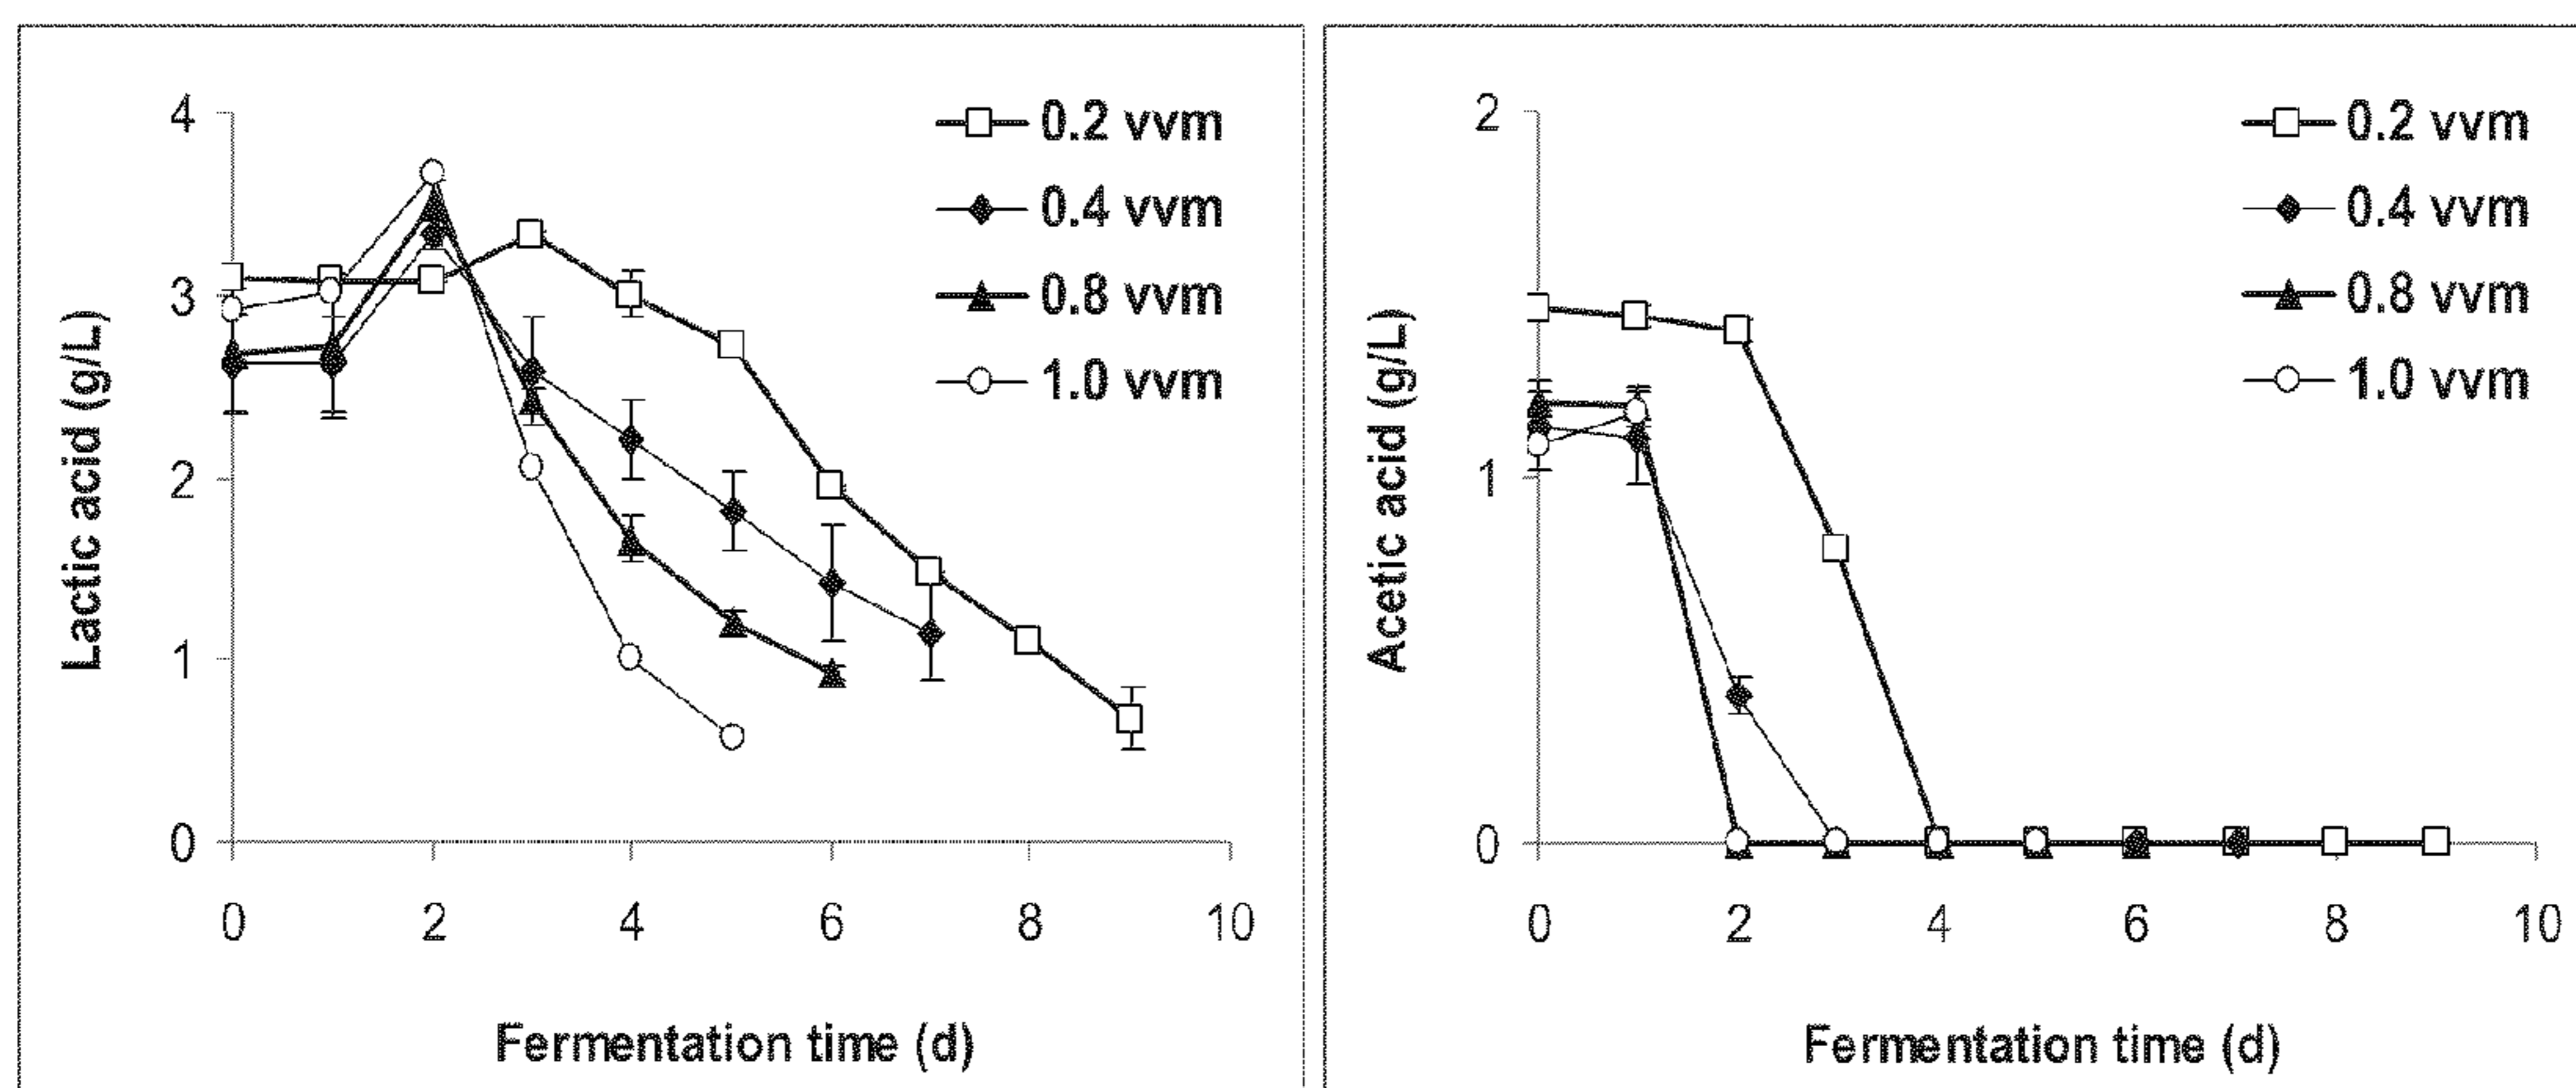 Lactic acid (g/L)
4
3
2
1
0
0 2 4 6 8 10
Fermentation time (d)
0.2 vvm
0.4 vvm
0.8 vvm
1.0 vvm
Acetic acid (g/L)
2
1
0
0 2 4 6 8 10
Fermentation time (d)
0.2 vvm
0.4 vvm
0.8 vvm
1.0 vvm